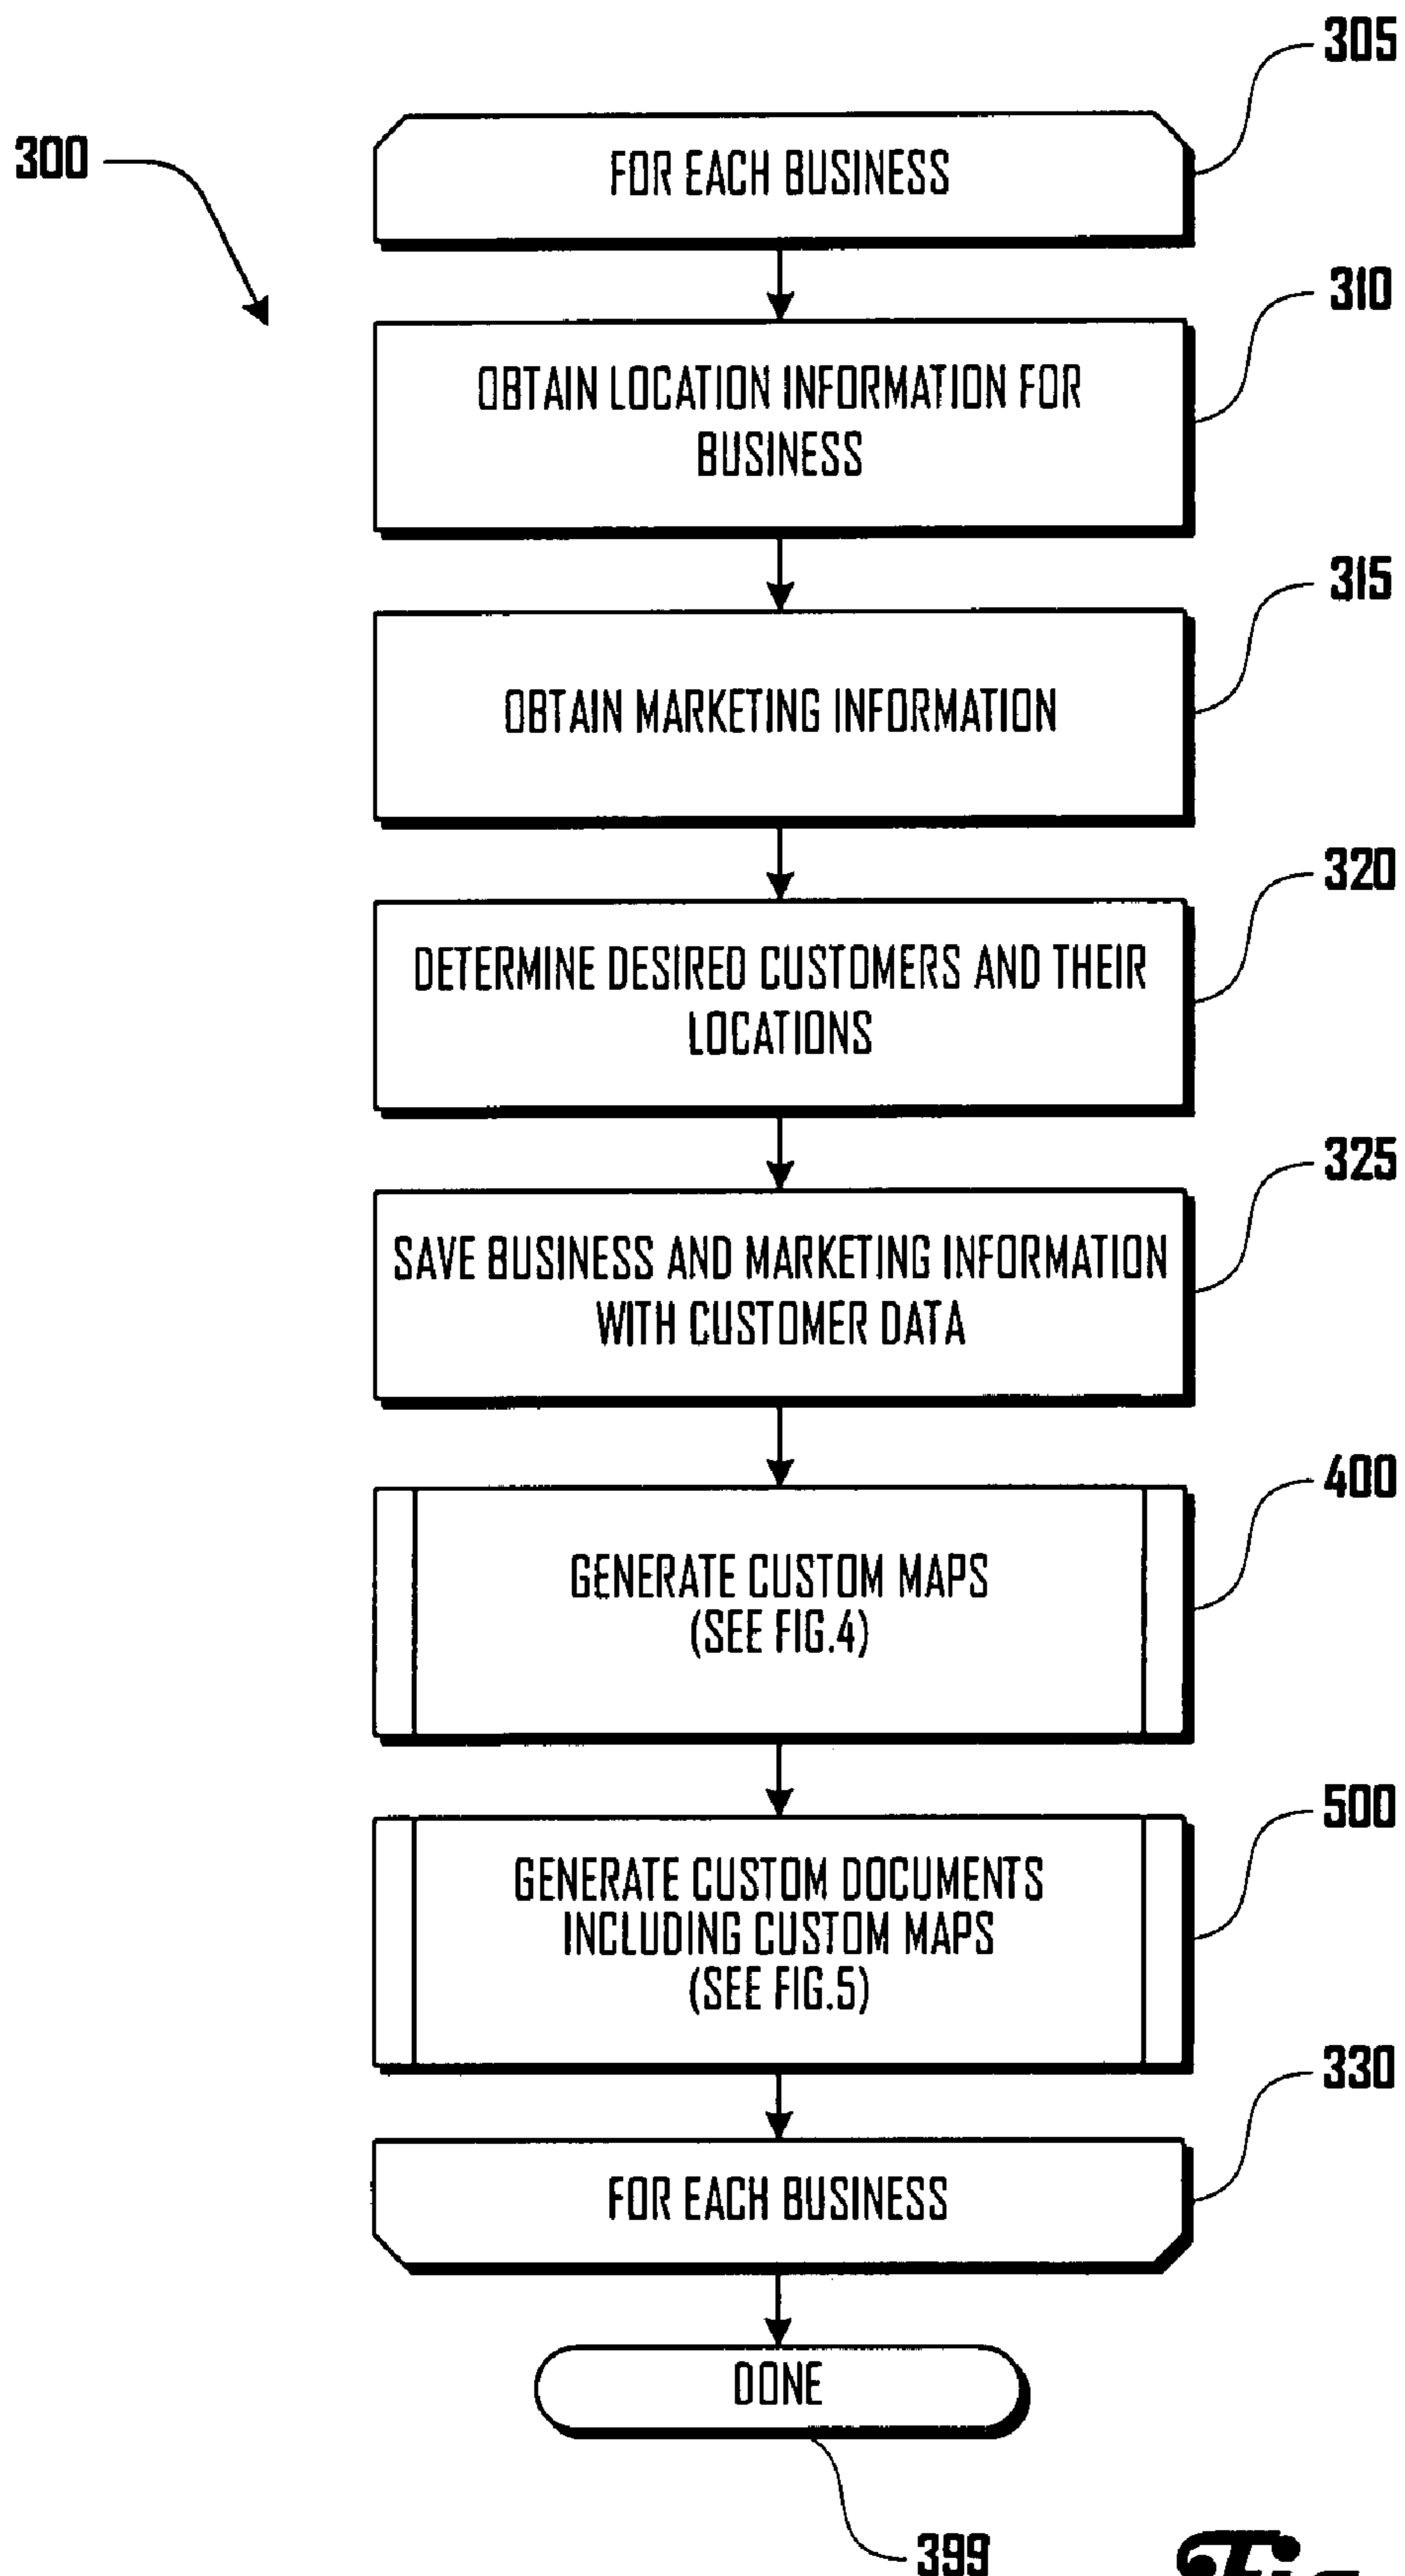 305
300
FOR EACH BUSINESS
310
OBTAIN LOCATION INFORMATION FOR
BUSINESS
315
OBTAIN MARKETING INFORMATION
320
DETERMINE DESIRED CUSTOMERS AND THEIR
LOCATIONS
325
SAVE BUSINESS AND MARKETING INFORMATION
WITH CUSTOMER DATA
400
GENERATE CUSTOM MAPS
(SEE FIG.4)
500
GENERATE CUSTOM DOCUMENTS
INCLUDING CUSTOM MAPS
(SEE FIG.5)
330
FOR EACH BUSINESS
DONE
399